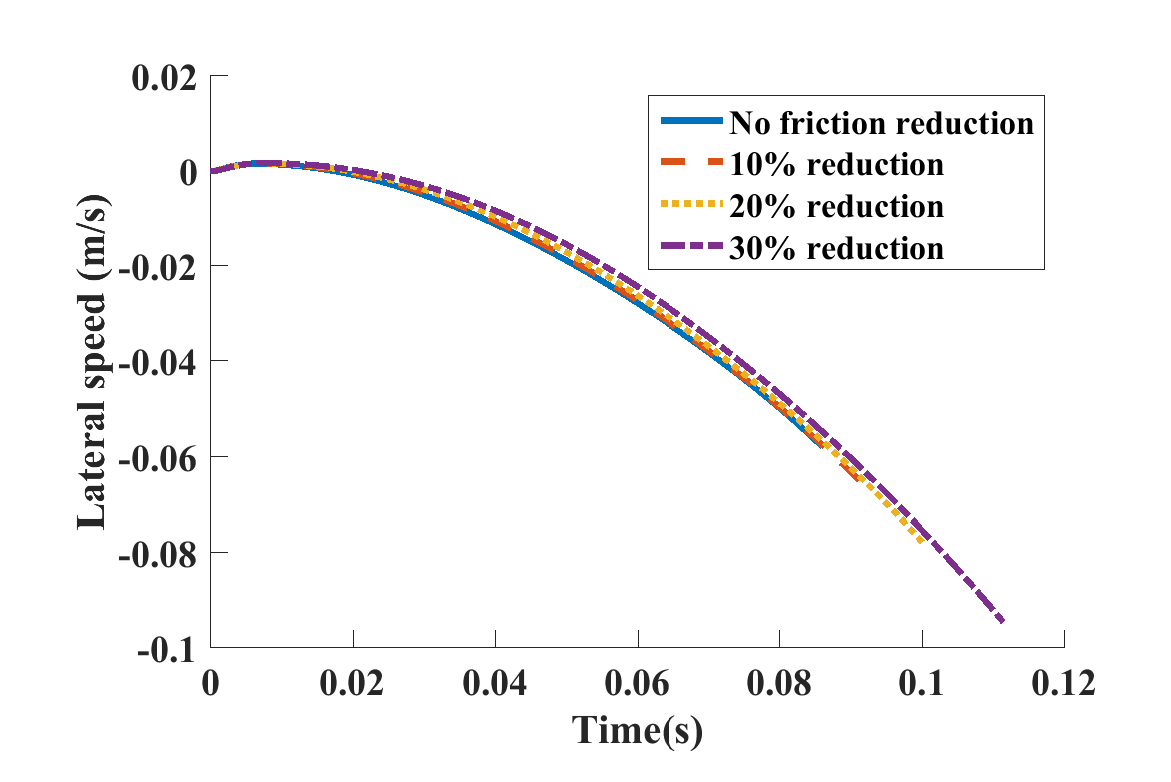 0.02
0
-0.02
-0.04
-0.06
-0.08
-0.1
Lateral speed (m/s)
No friction reduction
10% reduction
20% reduction
30% reduction
0 0.02 0.04 0.06 0.08 0.1 0.12
Time(s)